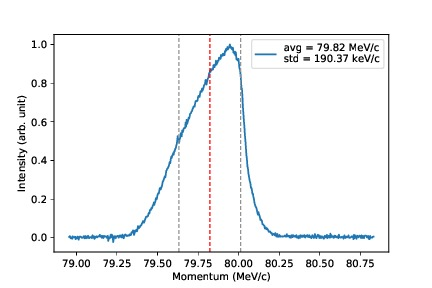 avg = 79.82 MeV/c
std = 190.37 keV/c
Intensity (arb. unit)
1.0
0.8
0.6
0.4
0.2
0.0
79.00 79.25 79.50 79.75 80.00 80.25 80.50 80.75
Momentum (MeV/c)